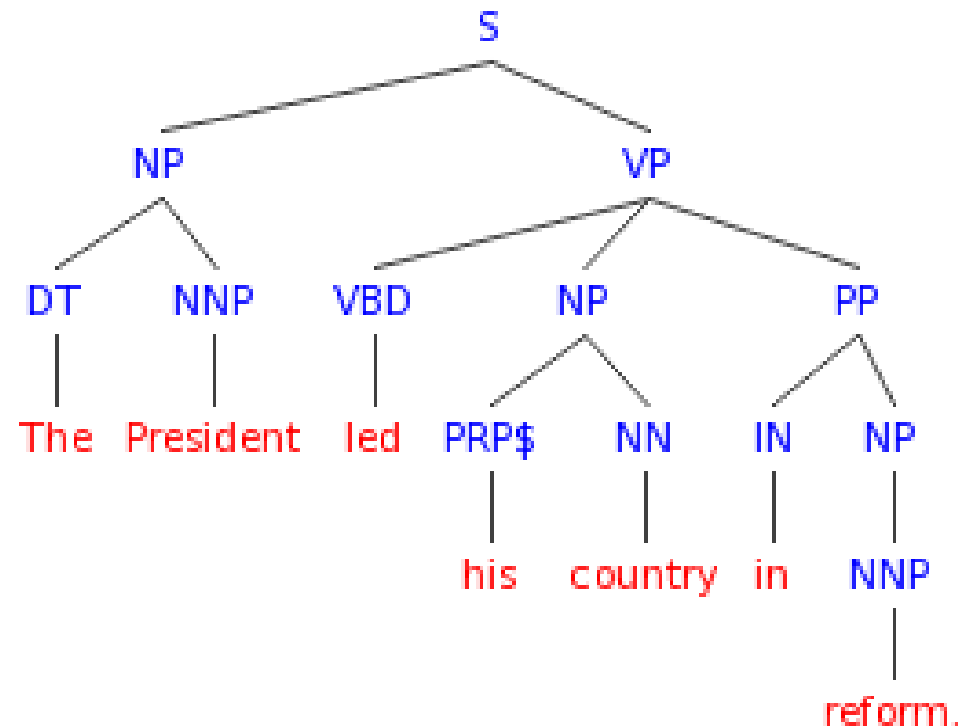 S
NP VP
DT NNP VBD NP PP
The President led PRP$ NN IN NP
his country in NNP
reform.